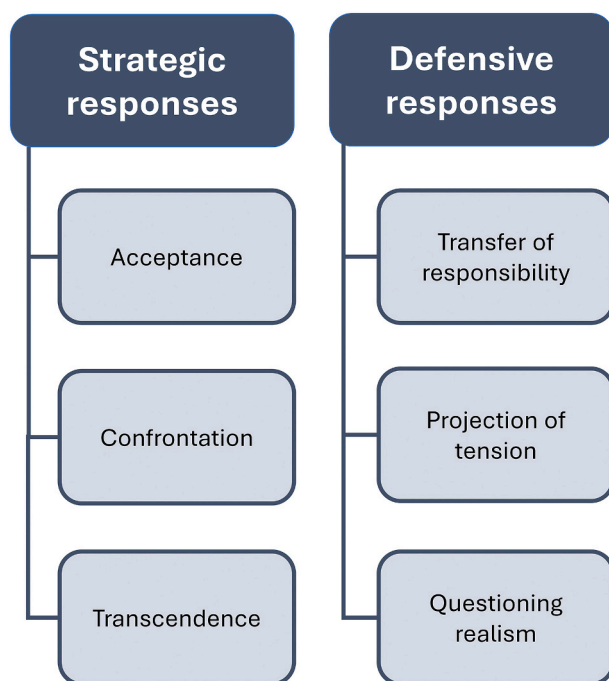 Strategic
responses
Acceptance
Confrontation
Transcendence
Defensive
responses
Transfer of
responsibility
Projection of
tension
Questioning
realism